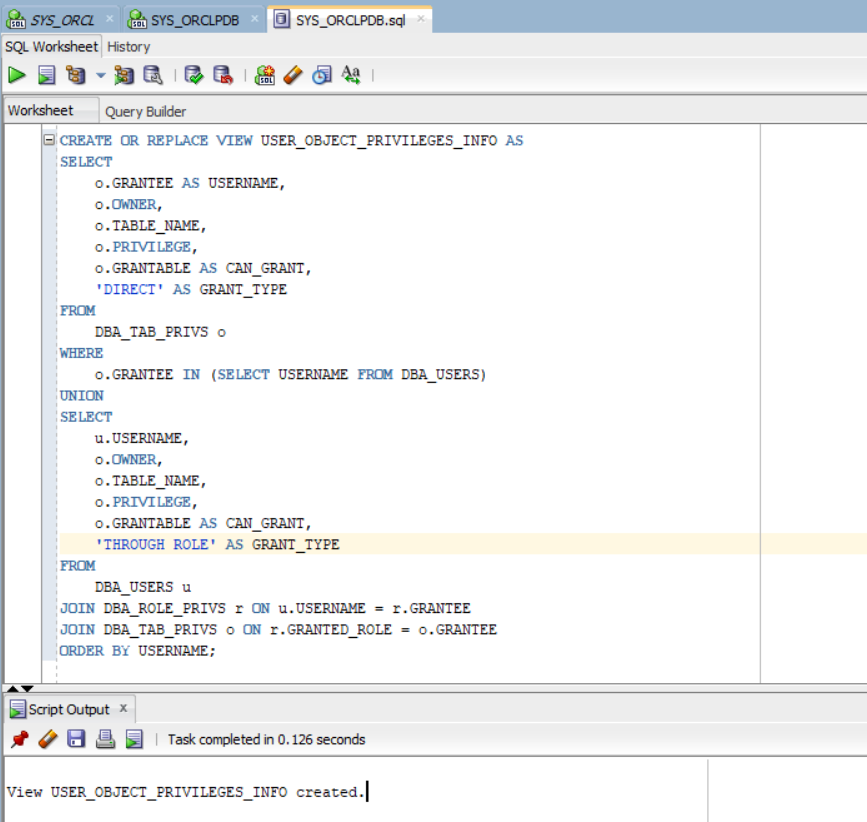 SYS_ORCL × SYS_ORCLPDB × SYS_ORCLPDB.sql ×
SQL Worksheet History
Worksheet Query Builder
CREATE OR REPLACE VIEW USER_OBJECT_PRIVILEGES_INFO AS
SELECT
o.GRANTEE AS USERNAME,
o.OWNER,
o.TABLE_NAME,
o.PRIVILEGE,
o.GRANTABLE AS CAN_GRANT,
'DIRECT' AS GRANT_TYPE
FROM
DBA_TAB_PRIVS o
WHERE
o.GRANTEE IN (SELECT USERNAME FROM DBA_USERS)
UNION
SELECT
u.USERNAME,
o.OWNER,
o.TABLE_NAME,
o.PRIVILEGE,
o.GRANTABLE AS CAN_GRANT,
'THROUGH ROLE' AS GRANT_TYPE
FROM
DBA_USERS u
JOIN DBA_ROLE_PRIVS r ON u.USERNAME = r.GRANTEE
JOIN DBA_TAB_PRIVS o ON r.GRANTED_ROLE = o.GRANTEE
ORDER BY USERNAME;
Script Output ×
Task completed in 0.126 seconds
View USER_OBJECT_PRIVILEGES_INFO created.